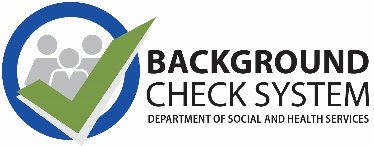 BACKGROUND
CHECK SYSTEM
DEPARTMENT OF SOCIAL AND HEALTH SERVICES